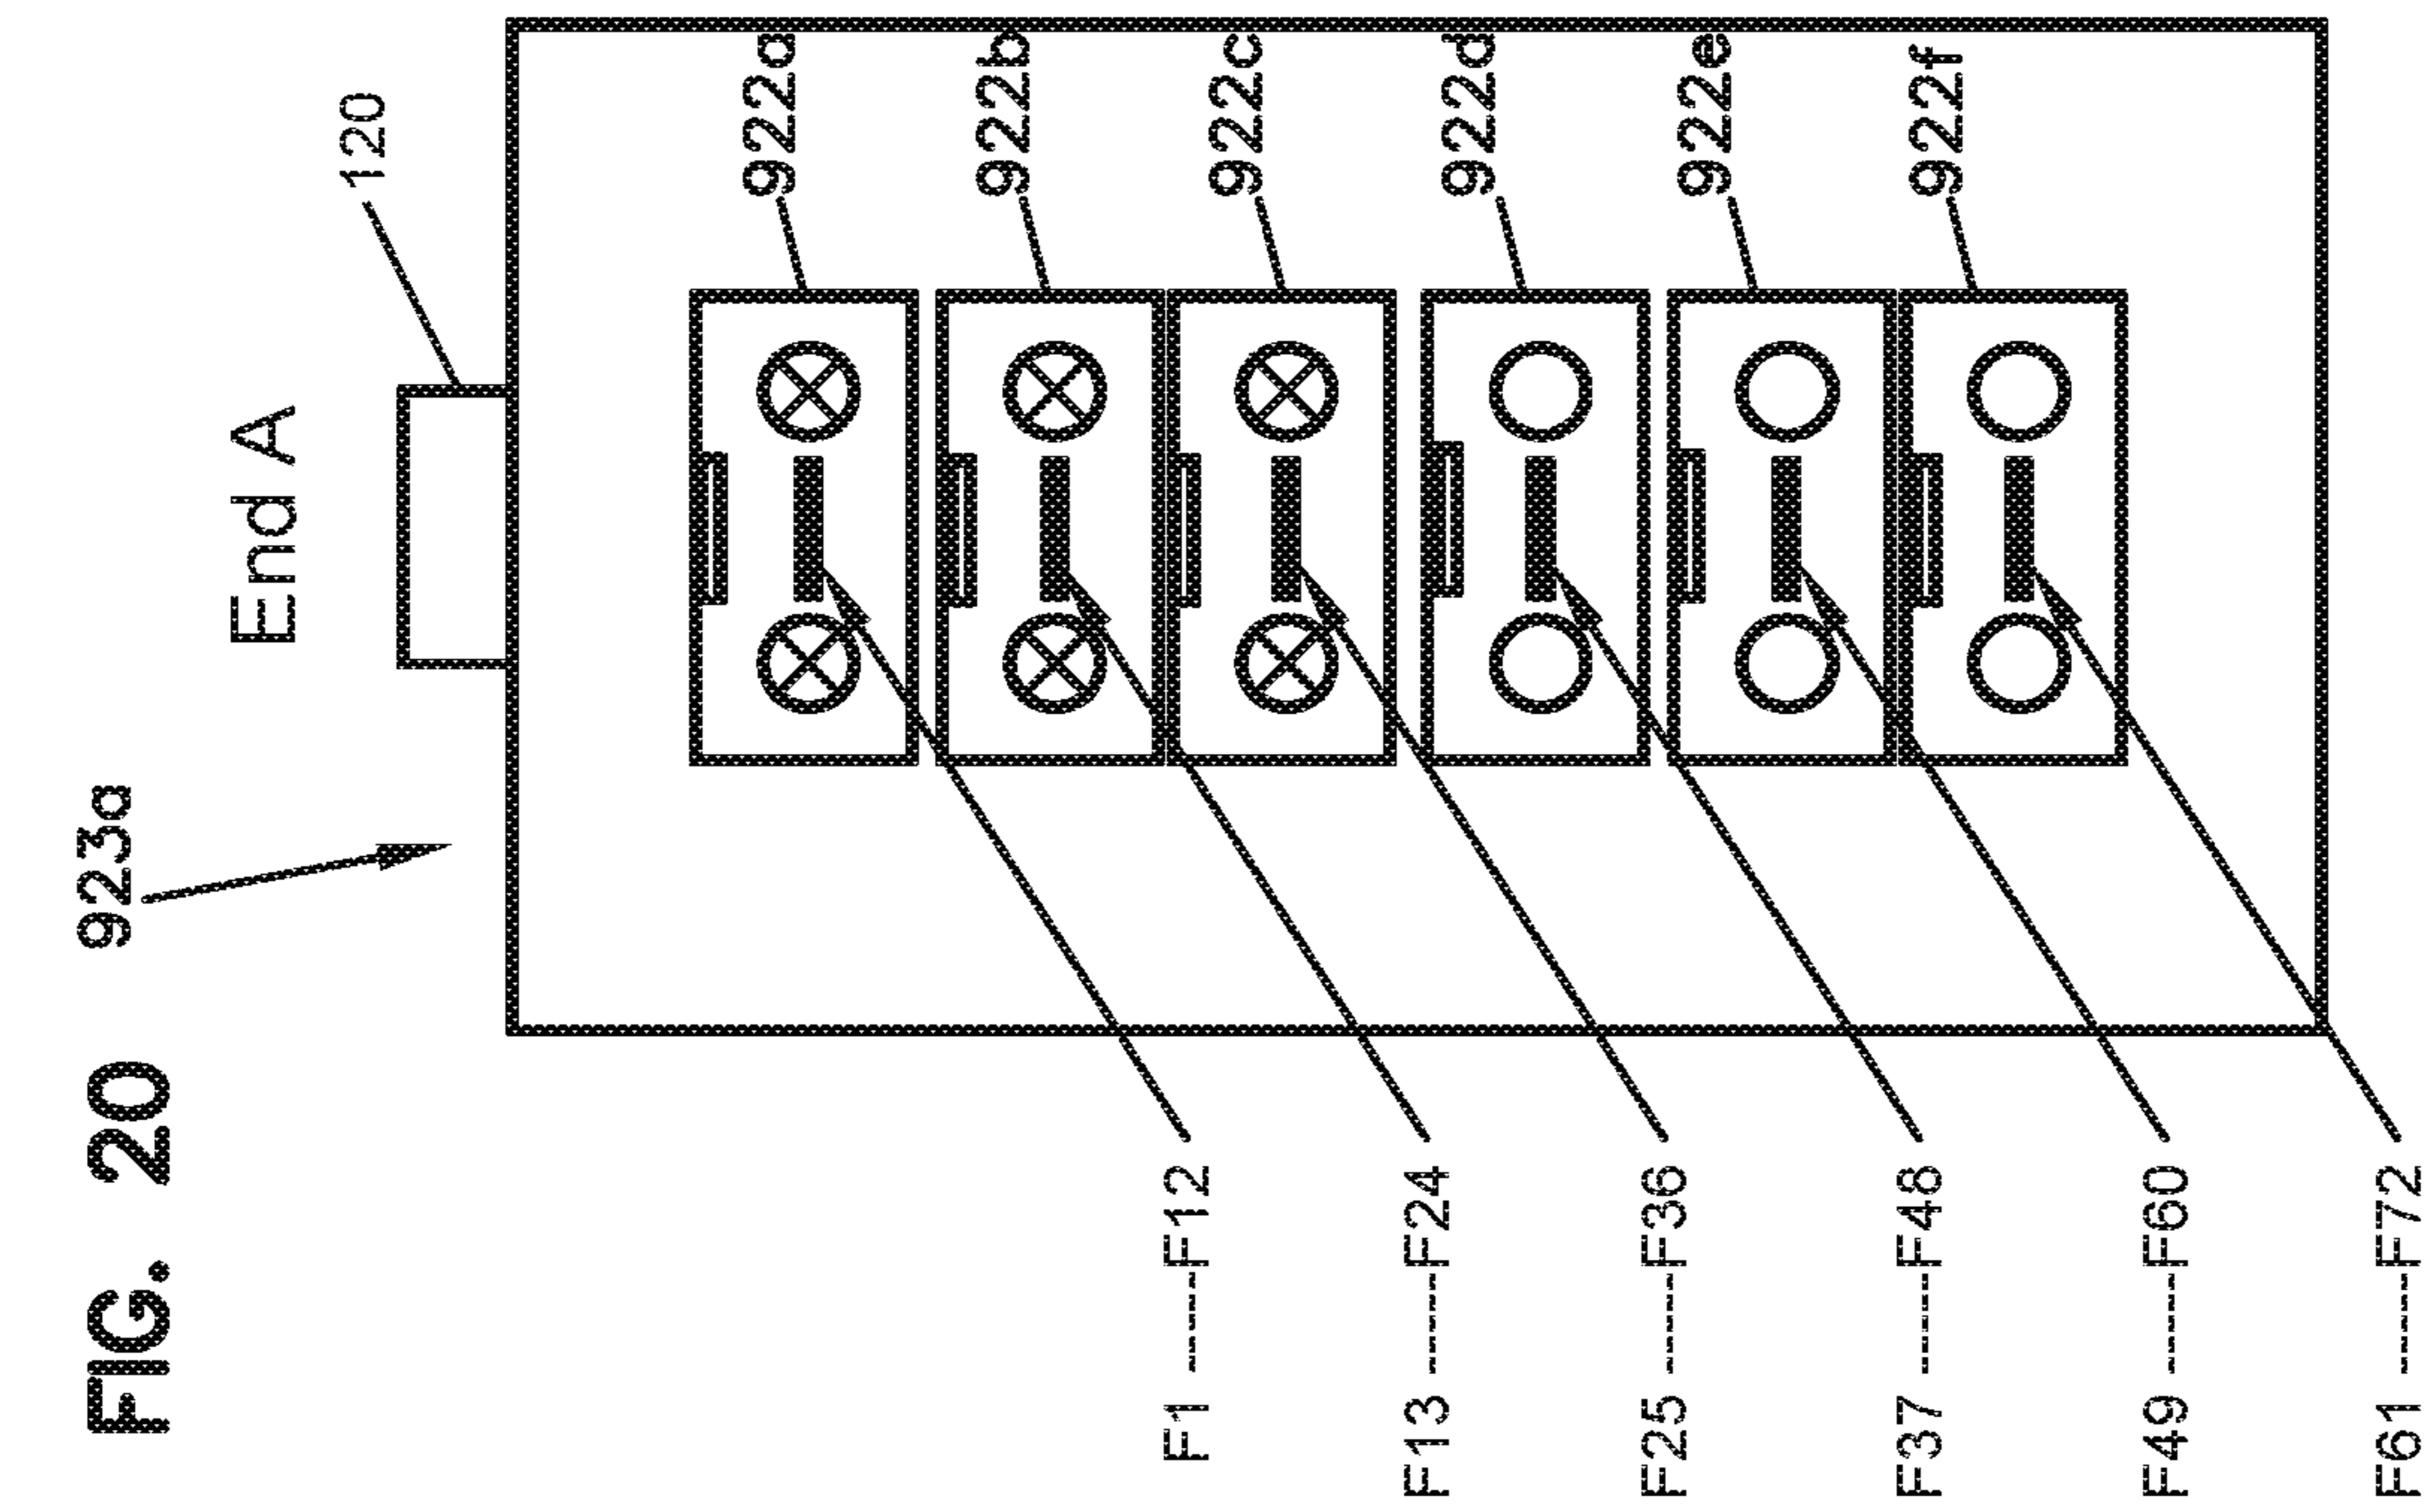 FIG. 20
923a
End A
120
922a
922b
922c
922d
922e
922f
F1 -----F12
F13 -----F24
F25 -----F36
F37 -----F48
F49 -----F60
F61 -----F72